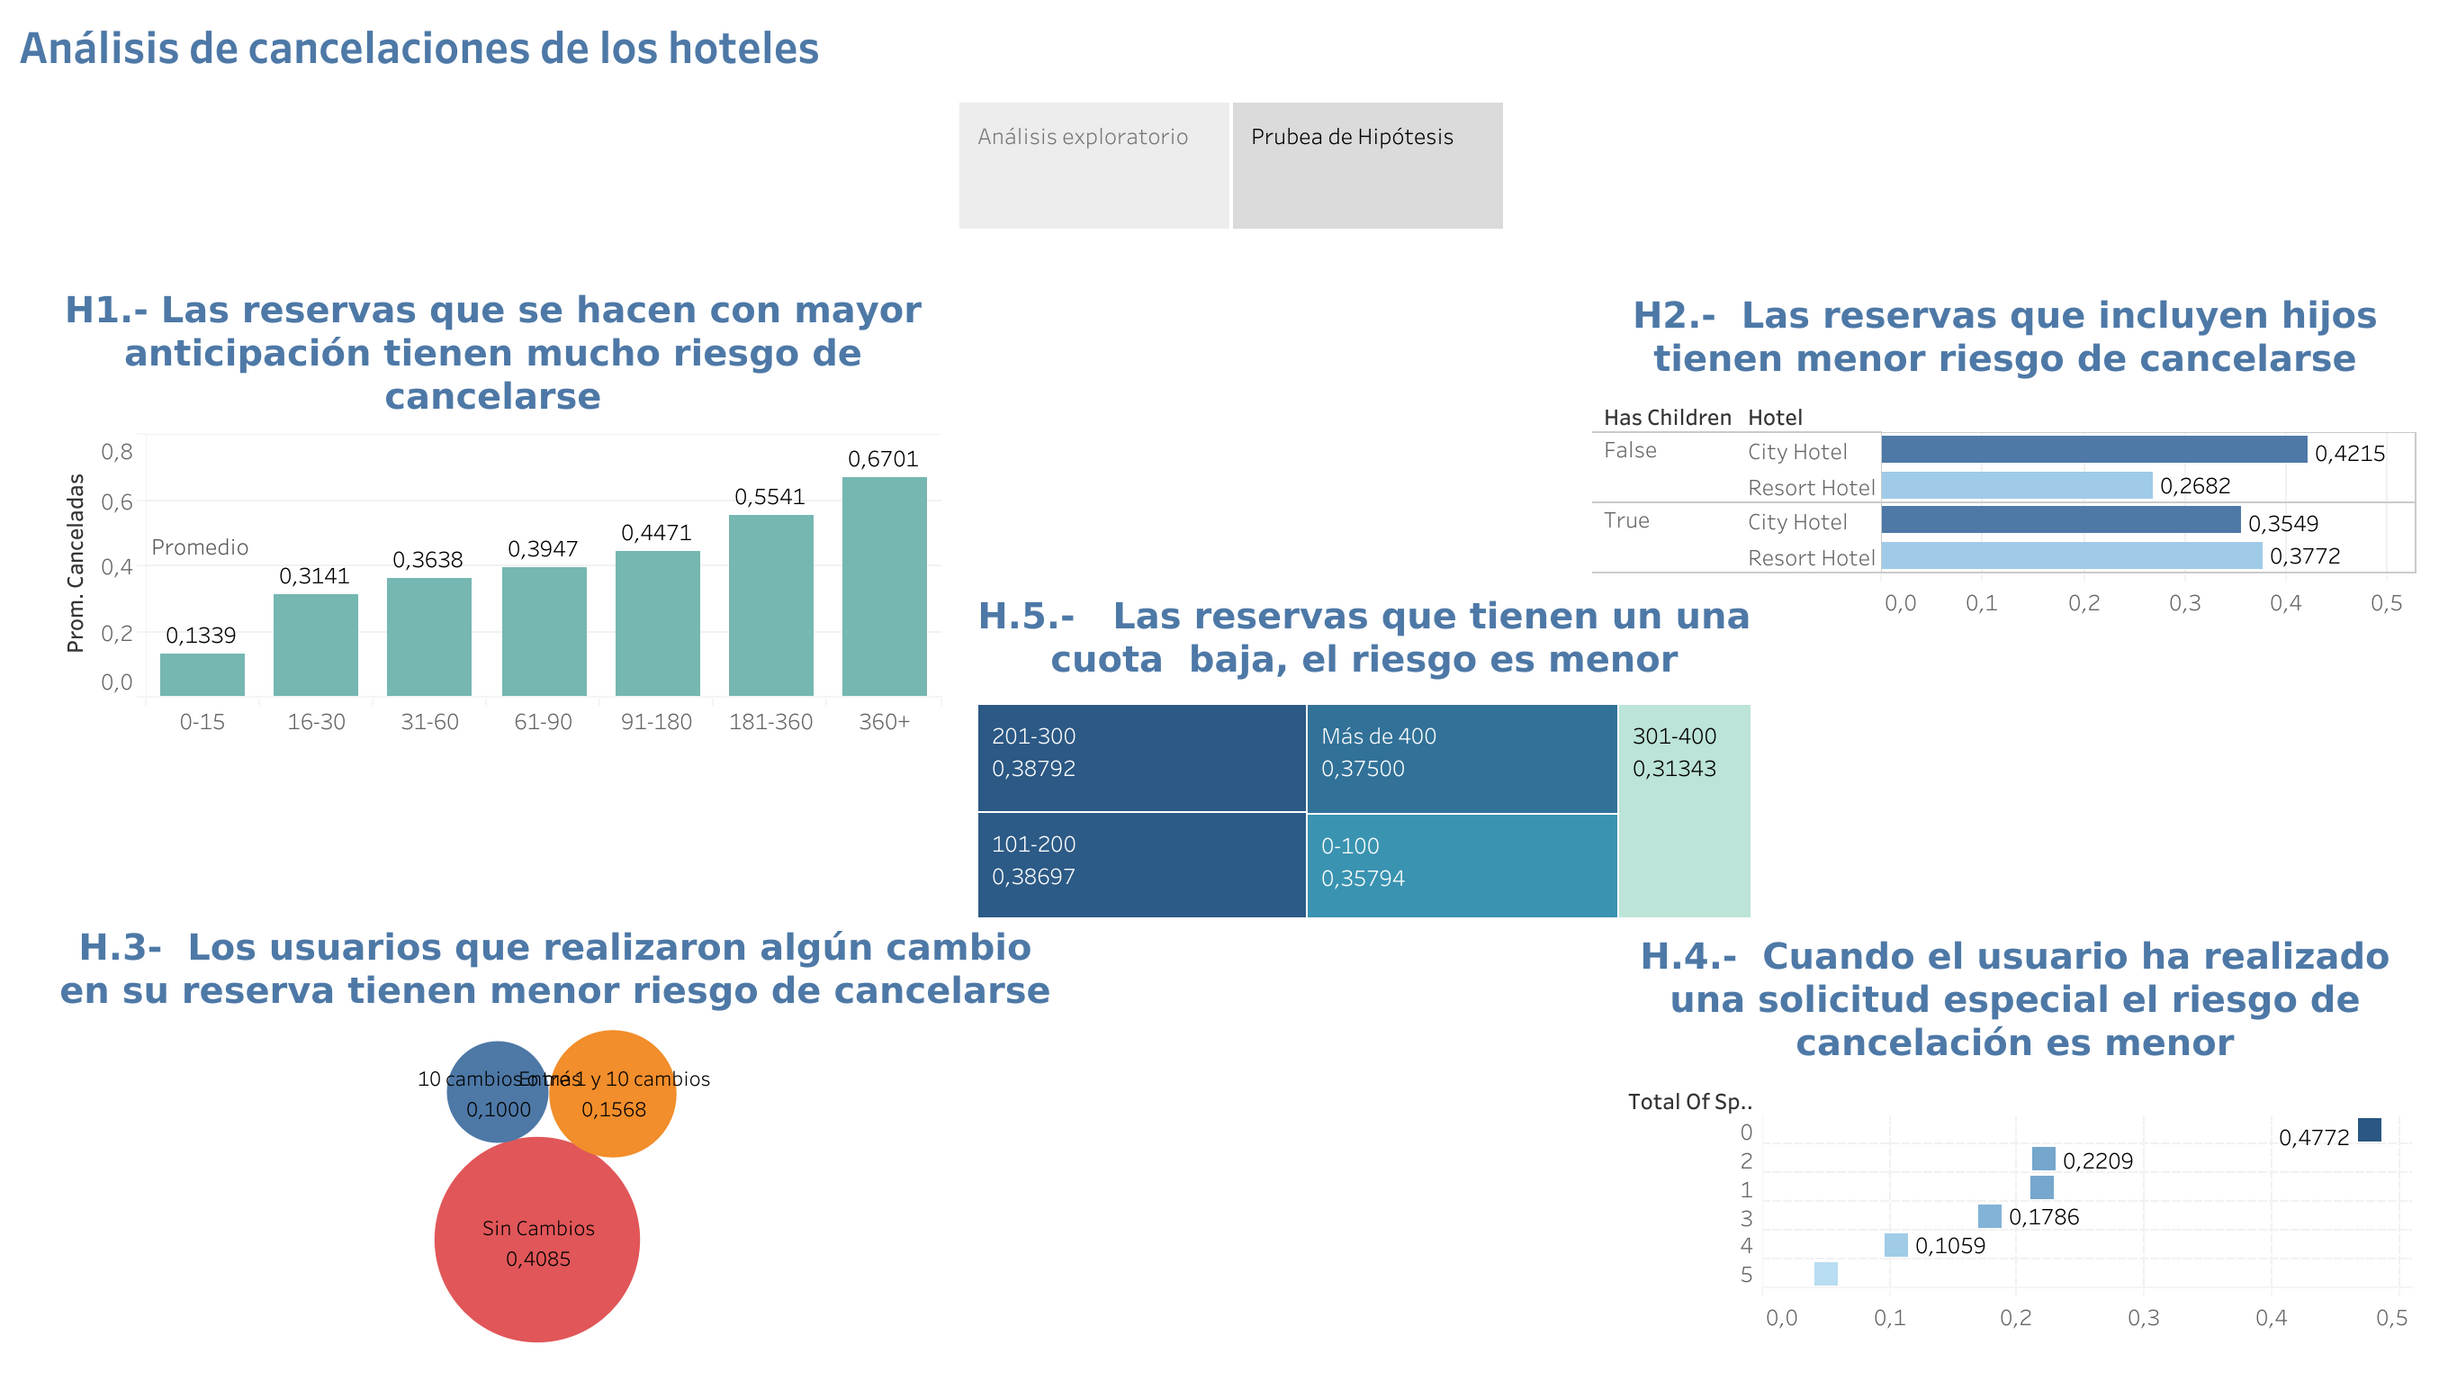 Análisis de cancelaciones de los hoteles
Análisis exploratorio
Prubea de Hipótesis
H1.- Las reservas que se hacen con mayor
anticipación tienen mucho riesgo de
cancelarse
Prom. Canceladas
0,8
0,6
0,4
0,2
0,0
Promedio
0,1339
0,3141
0,3638
0,3947
0,4471
0,5541
0,6701
0-15
16-30
31-60
61-90
91-180
181-360
360+
H2.- Las reservas que incluyen hijos
tienen menor riesgo de cancelarse
Has Children Hotel
False City Hotel 0,4215
Resort Hotel 0,2682
True City Hotel 0,3549
Resort Hotel 0,3772
0,0 0,1 0,2 0,3 0,4 0,5
H.5.- Las reservas que tienen un una
cuota baja, el riesgo es menor
201-300
0,38792
101-200
0,38697
Más de 400
0,37500
0-100
0,35794
301-400
0,31343
H.3- Los usuarios que realizaron algún cambio
en su reserva tienen menor riesgo de cancelarse
10 cambios o más
0,1000
Entre 1 y 10 cambios
0,1568
Sin Cambios
0,4085
H.4.- Cuando el usuario ha realizado
una solicitud especial el riesgo de
cancelación es menor
Total Of Sp..
0 0,4772
2 0,2209
1
3 0,1786
4 0,1059
5
0,0 0,1 0,2 0,3 0,4 0,5